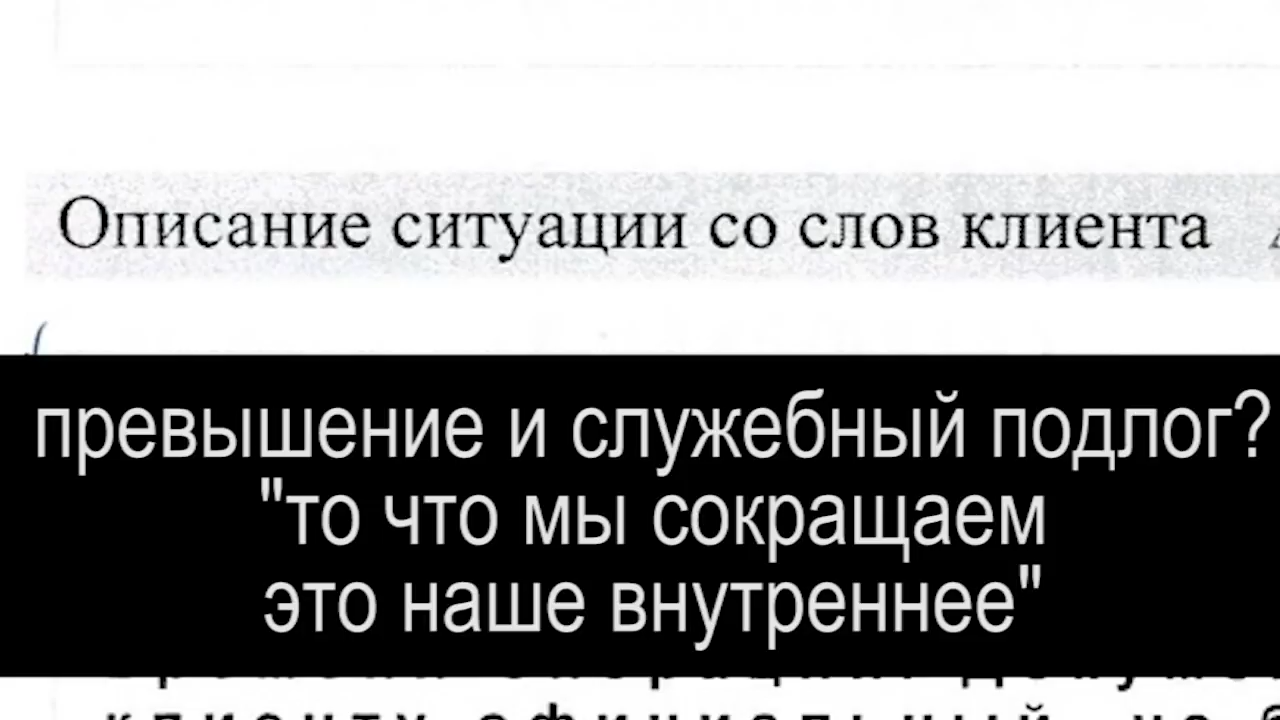 Описание ситуации со слов клиента
превышение и служебный подлог?
"то что мы сокращаем
это наше внутреннее"